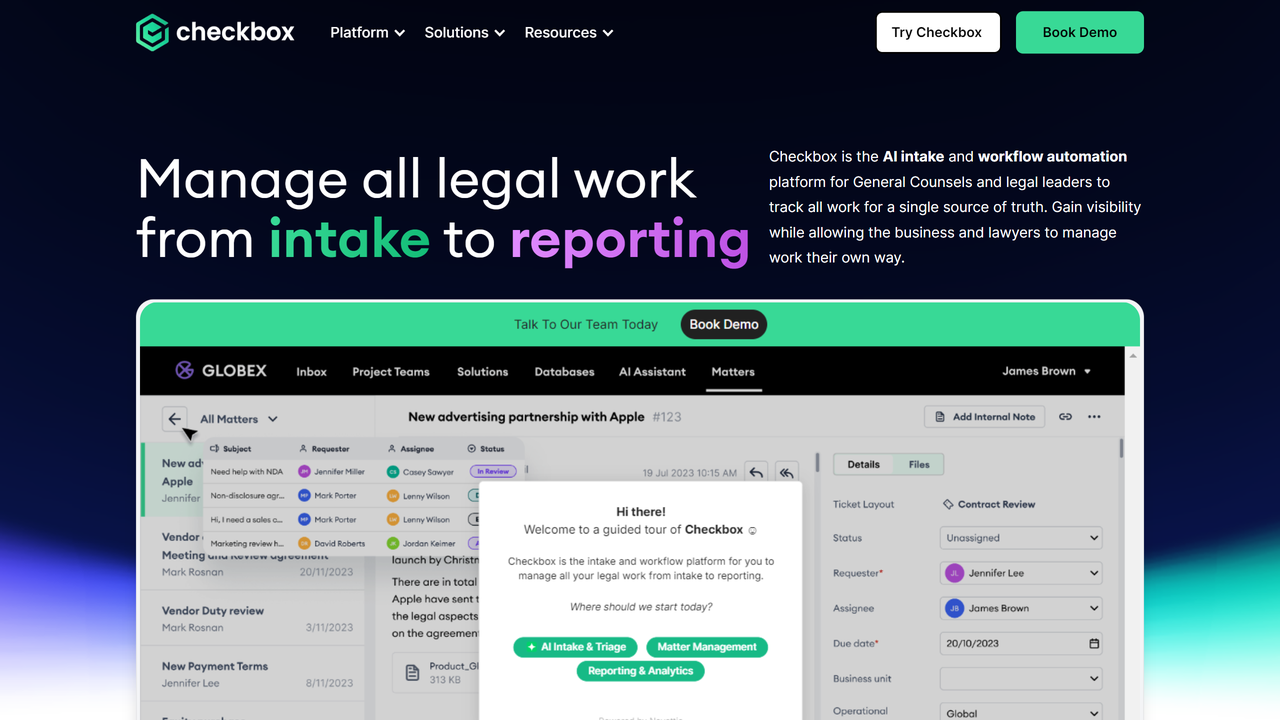 checkbox
Platform
Solutions
Resources
Try Checkbox
Book Demo
Manage all legal work
from intake to reporting
Checkbox is the AI intake and workflow automation
platform for General Counsels and legal leaders to
track all work for a single source of truth. Gain visibility
while allowing the business and lawyers to manage
work their own way.
Talk To Our Team Today
Book Demo
GLOBEX
Inbox
Project Teams
Solutions
Databases
AI Assistant
Matters
James Brown
All Matters
New advertising partnership with Apple #123
Add Internal Note
Subject
Requester
Assignee
Status
Need help with NDA
JM
Jennifer Miller
CS
Casey Sawyer
In Review
Non-disclosure agr...
MP
Mark Porter
Lenny Wilson
Hi, I need a sales c...
MP
Mark Porter
Lenny Wilson
Marketing review h...
David Roberts
Jordan Keimer
New ad
Apple
Jennifer
Vendor
Meeting and Review agreement
Mark Rosnan
20/11/2023
Vendor Duty review
Mark Rosnan
3/11/2023
New Payment Terms
Jennifer Lee
8/11/2023
19 Jul 2023 10:15 AM
launch by Christm
There are in total
Apple have sent t
the legal aspects
on the agreement
Product_Gl
313 KB
Hi there!
Welcome to a guided tour of Checkbox ☺
Checkbox is the intake and workflow platform for you to
manage all your legal work from intake to reporting.
Where should we start today?
AI Intake & Triage
Matter Management
Reporting & Analytics
Details
Files
Ticket Layout
Contract Review
Status
Unassigned
Requester*
JL
Jennifer Lee
Assignee
JB
James Brown
Due date*
20/10/2023
Business unit
Operational
Global